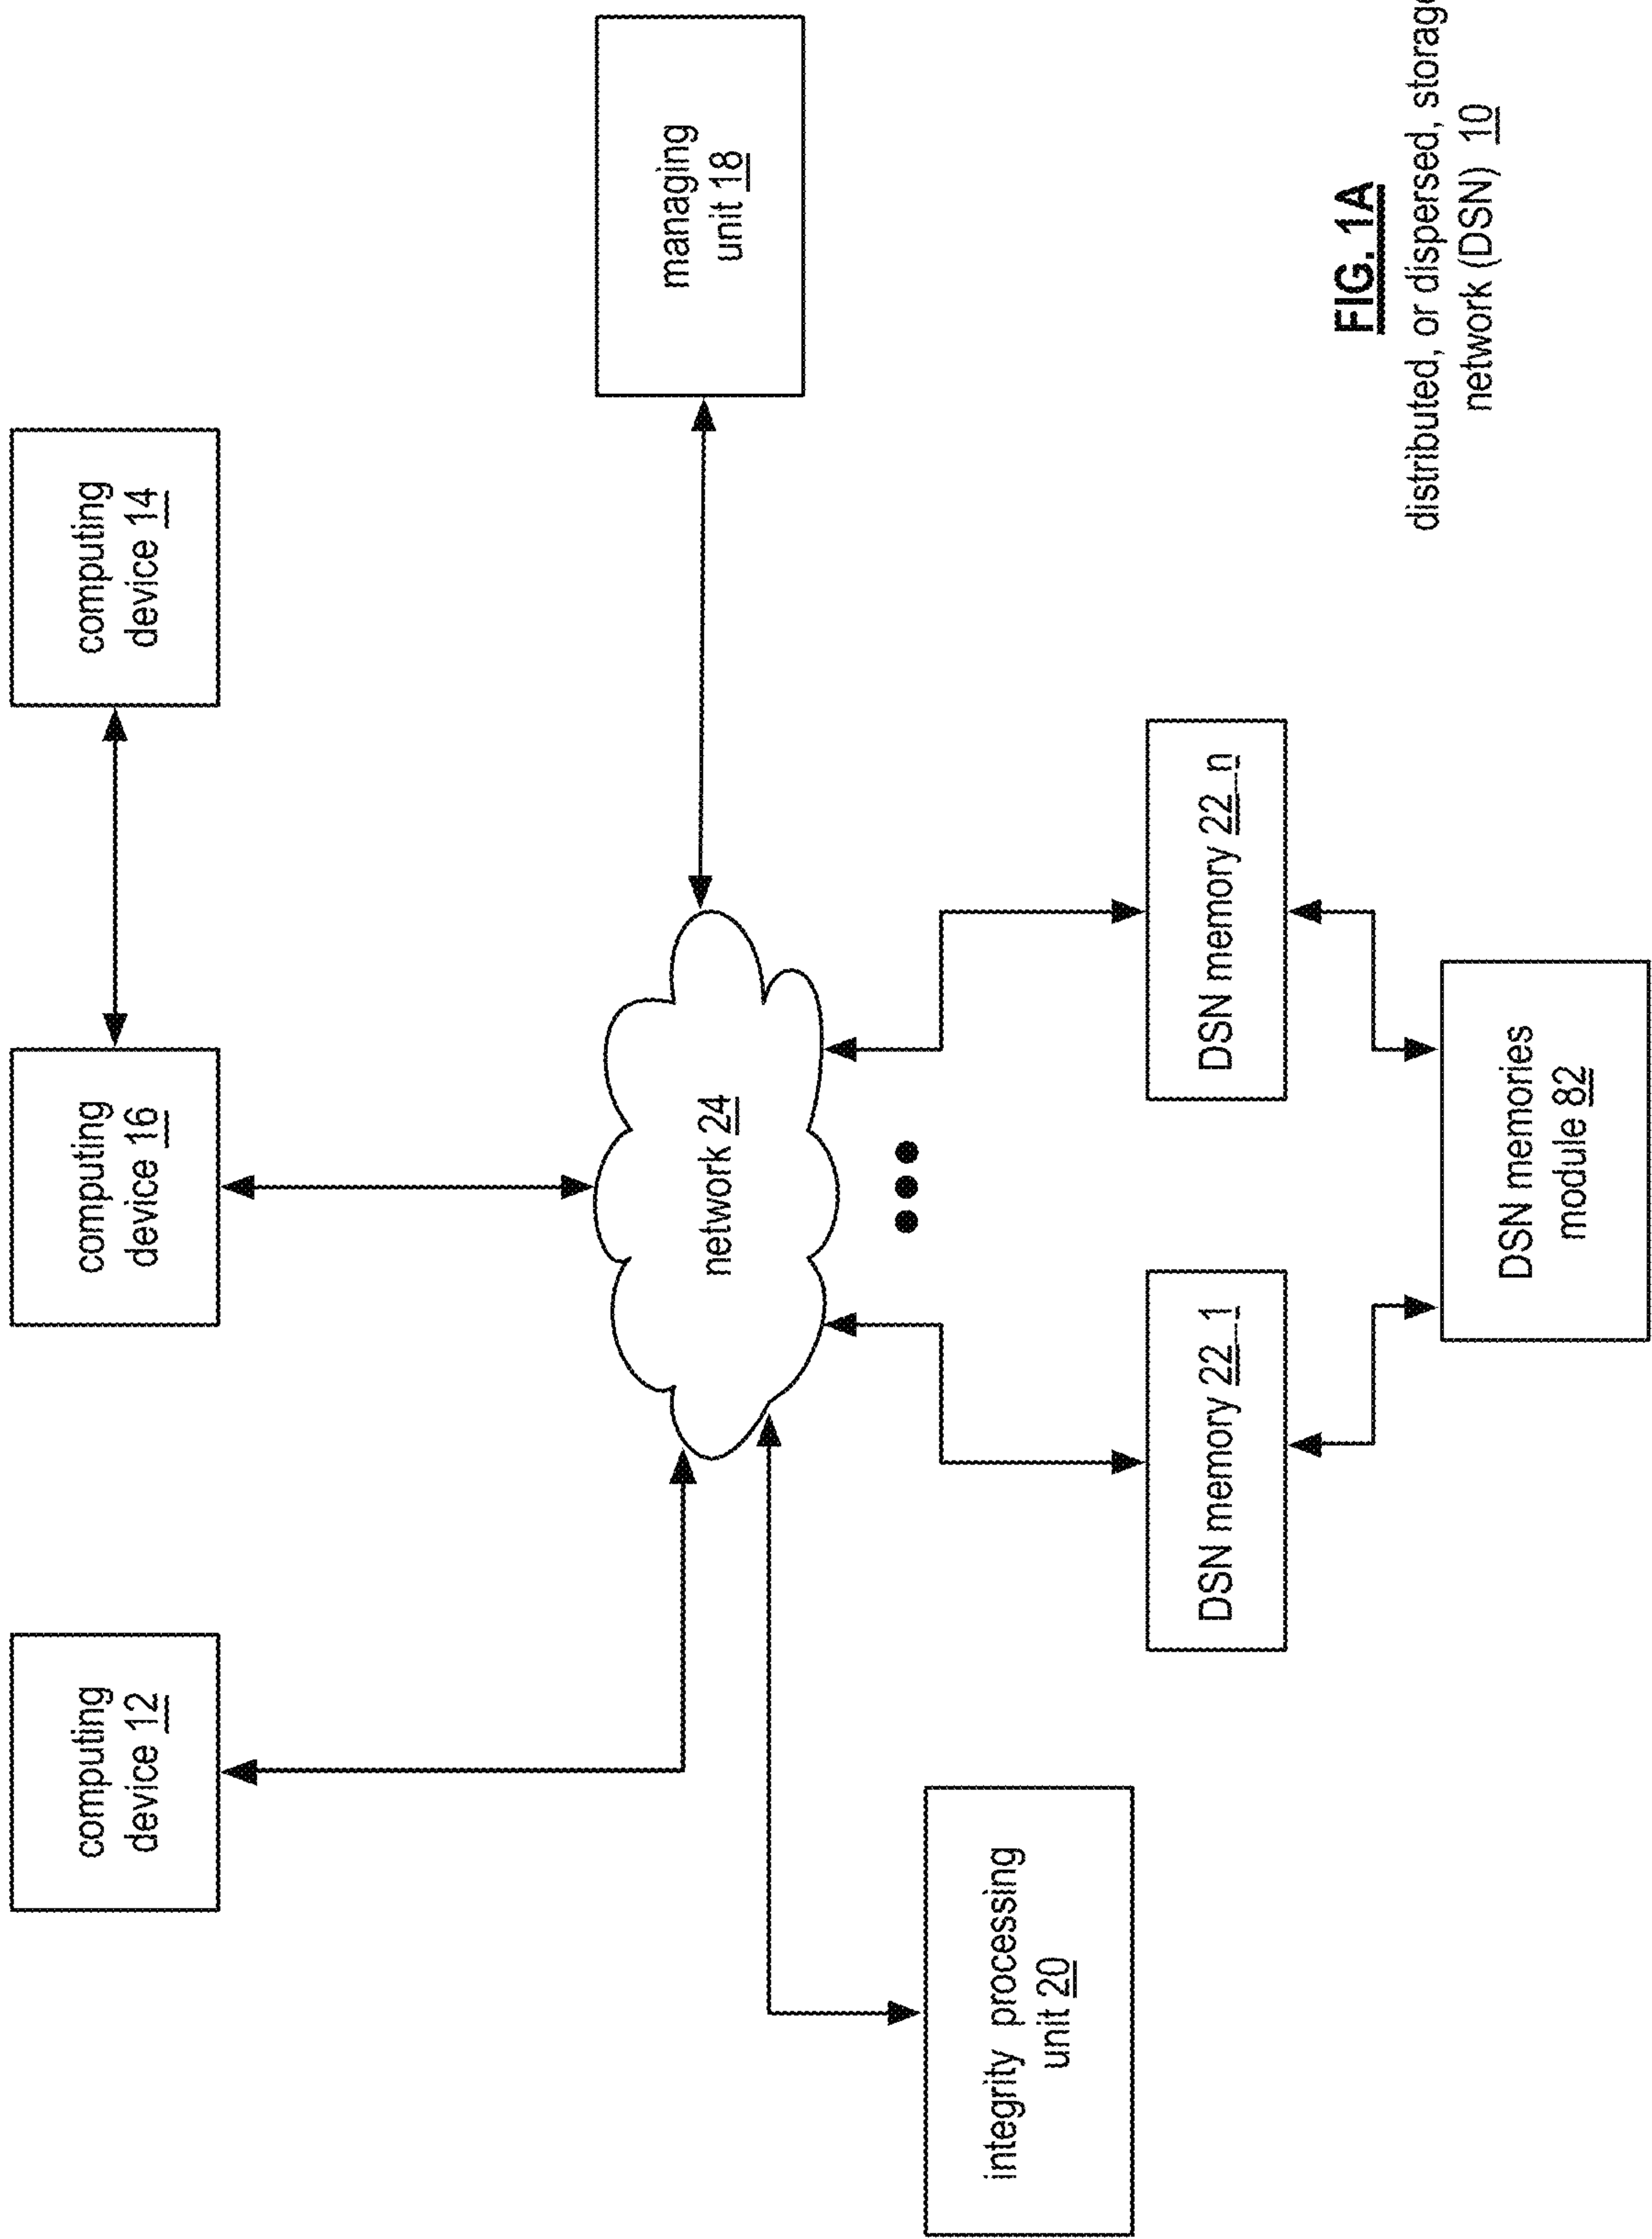 computing
device 12
computing
device 16
computing
device 14
network 24
managing
unit 18
integrity processing
unit 20
DSN memory 22_1
DSN memory 22_n
DSN memories
module 82
FIG. 1A
distributed, or dispersed, storage
network (DSN) 10